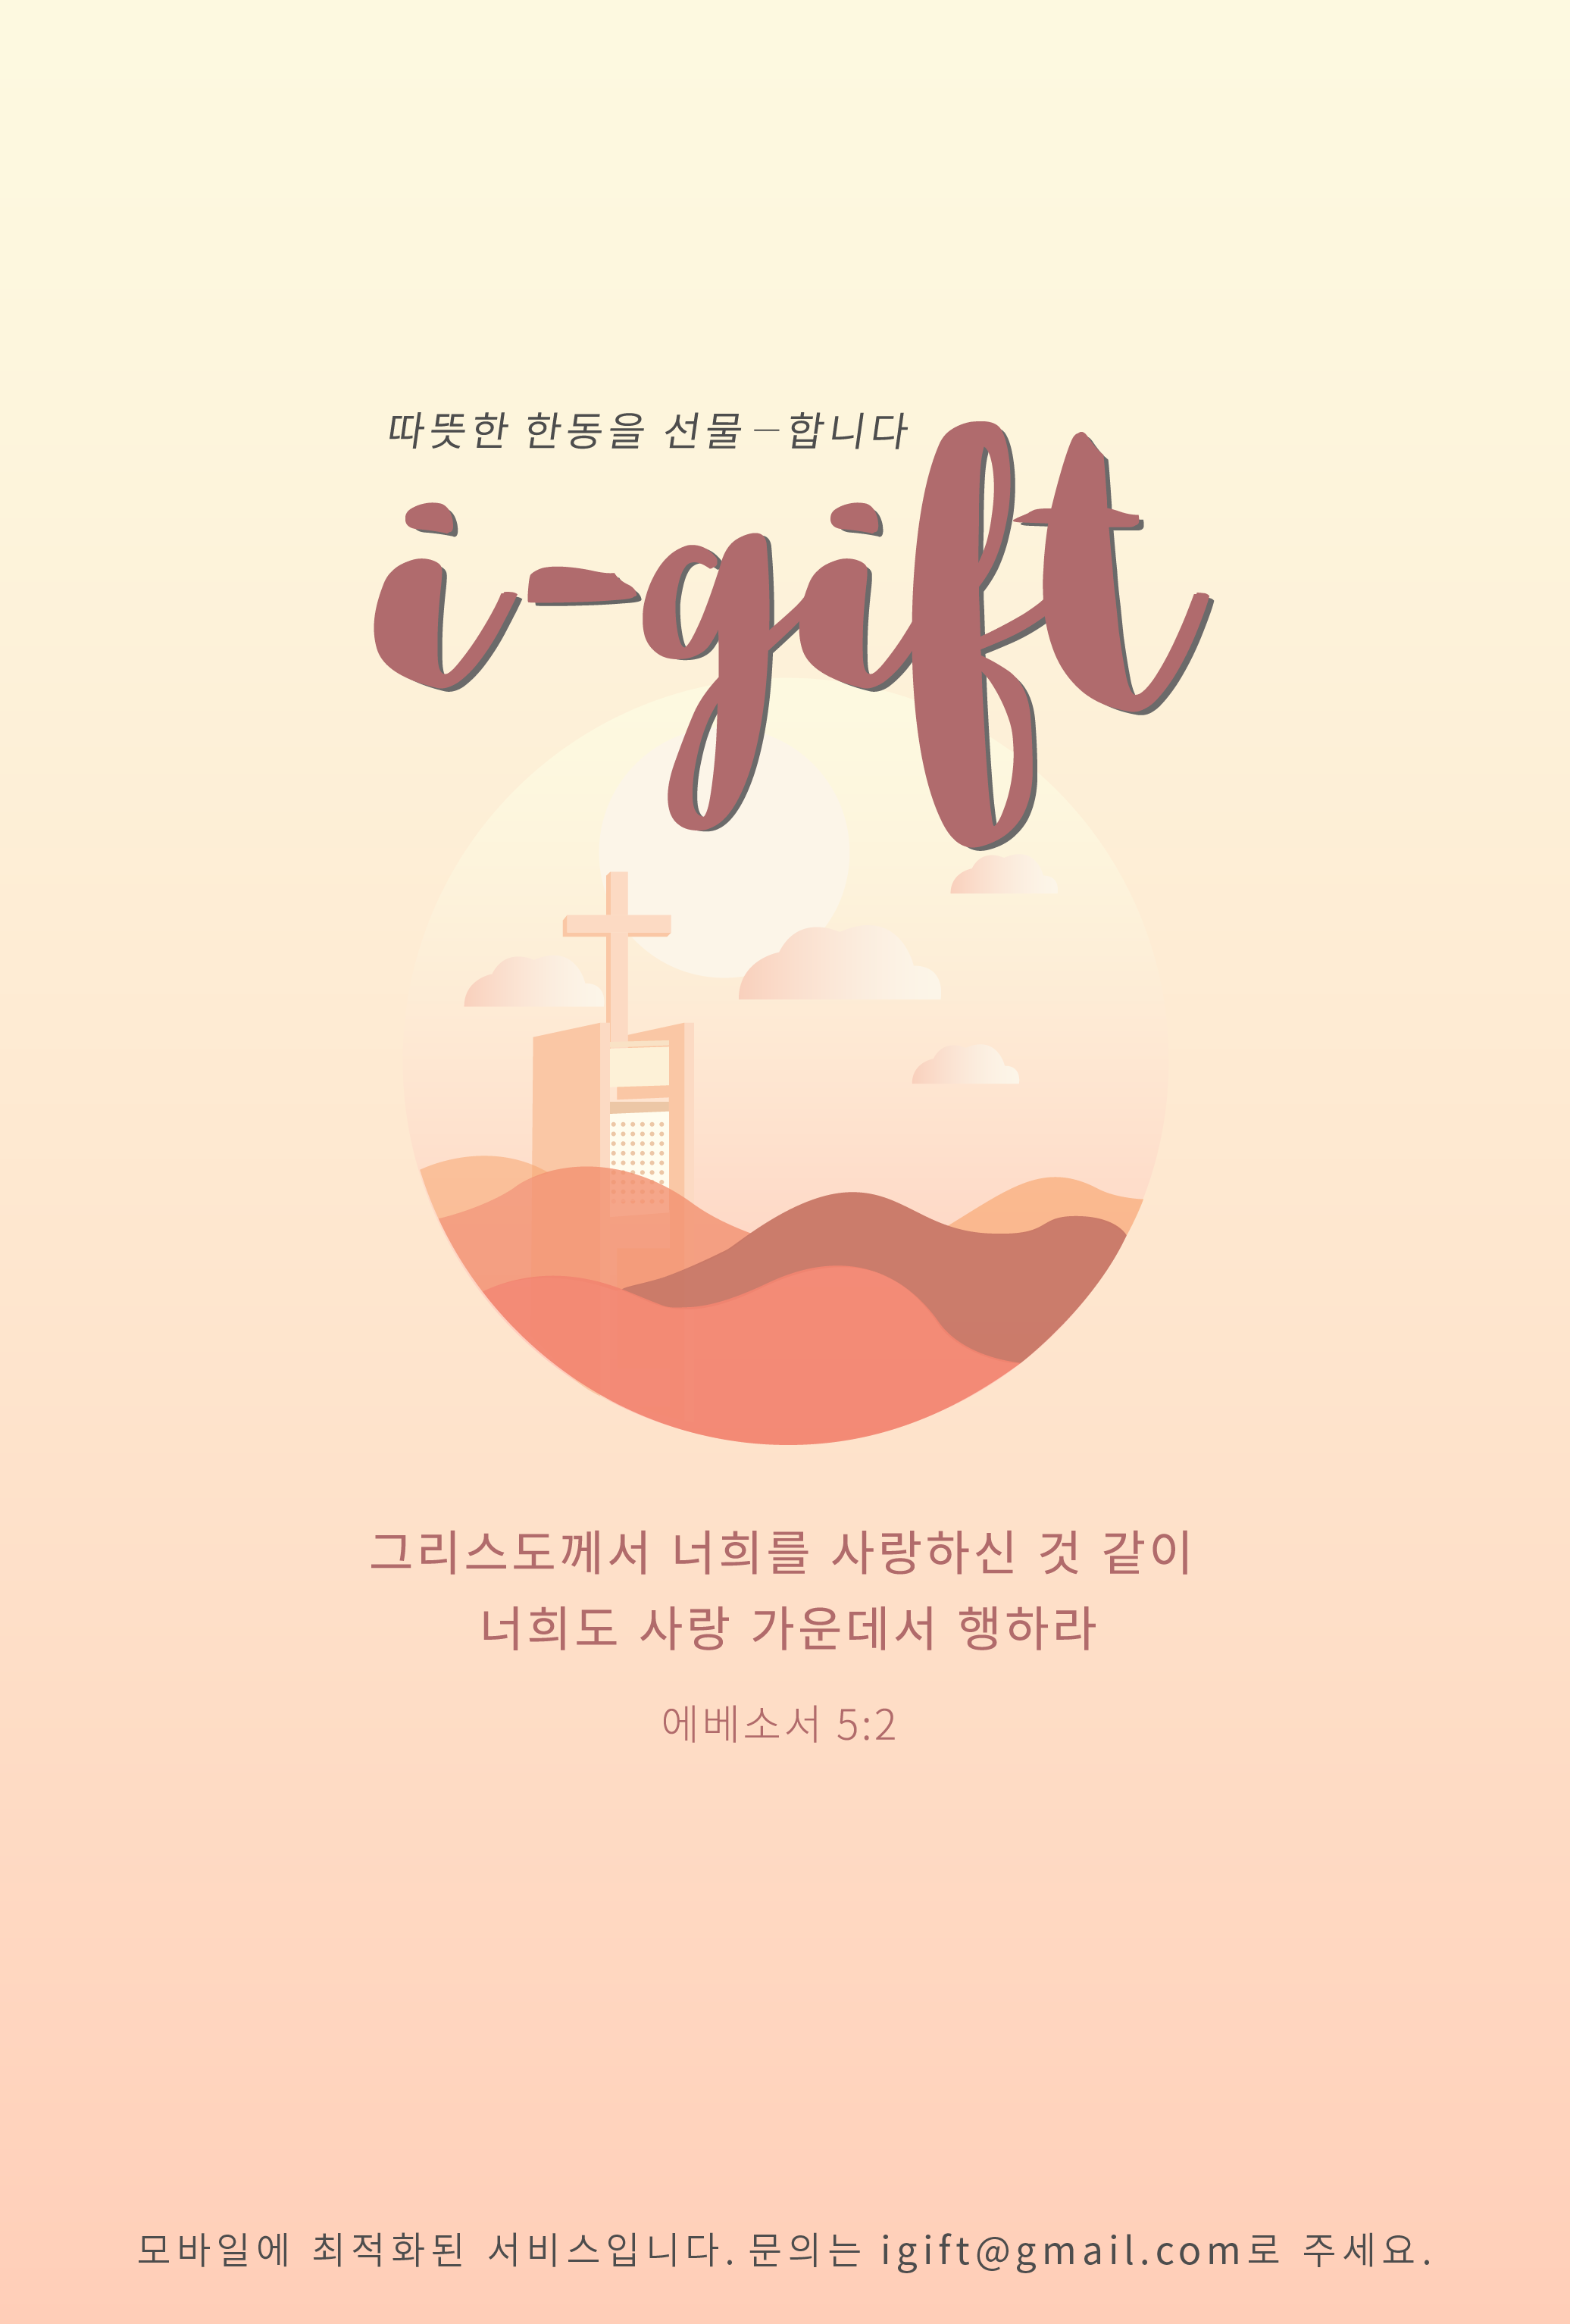 따뜻한 한동을 선물—합니다
i-gift
그리스도께서 너희를 사랑하신 것 같이
너희도 사랑 가운데서 행하라
에베소서 5:2
모바일에 최적화된 서비스입니다. 문의는 igift@gmail.com로 주세요.